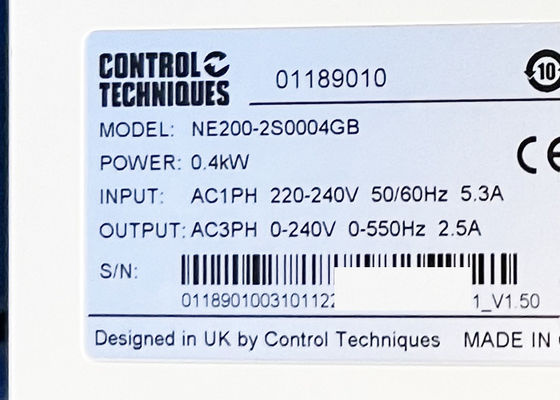 CONTROL
TECHNIQUES
01189010
10
MODEL: NE200-2S0004GB
POWER: 0.4kW
CE
INPUT: AC1PH 220-240V 50/60Hz 5.3A
OUTPUT: AC3PH 0-240V 0-550Hz 2.5A
S/N:
0118901003101122 1_V1.50
Designed in UK by Control Techniques MADE IN